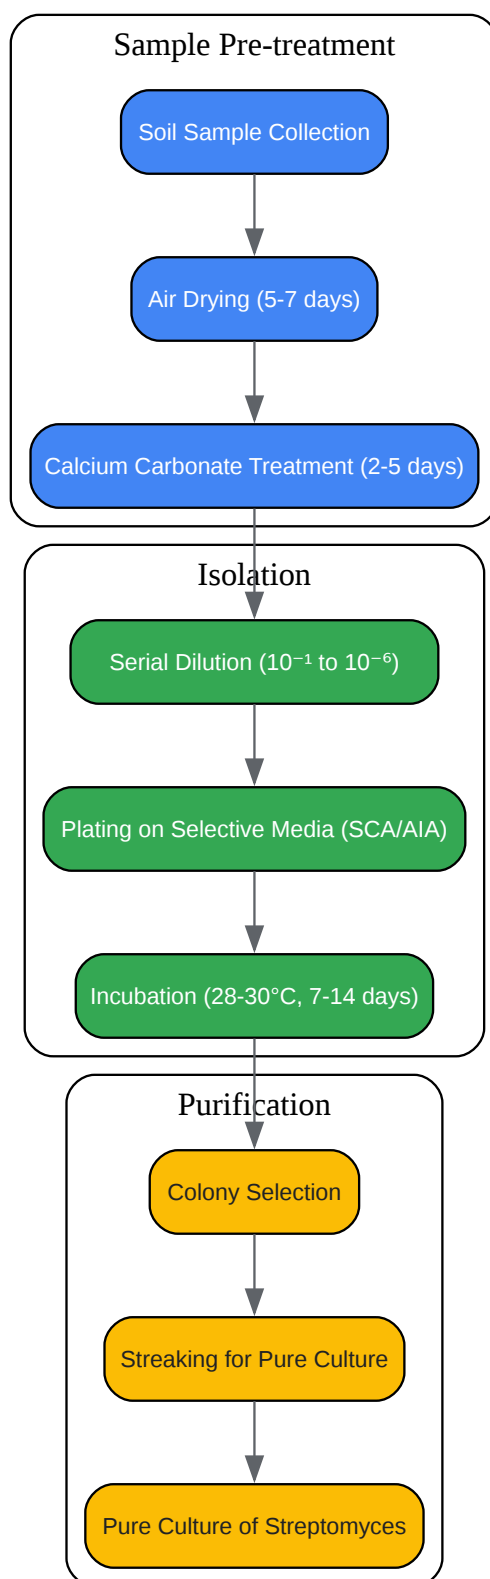 Sample Pre-treatment
Soil Sample Collection
Air Drying (5-7 days)
Calcium Carbonate Treatment (2-5 days)
Isolation
Serial Dilution (10⁻¹ to 10⁻⁶)
Plating on Selective Media (SCA/AIA)
Incubation (28-30°C, 7-14 days)
Purification
Colony Selection
Streaking for Pure Culture
Pure Culture of Streptomyces